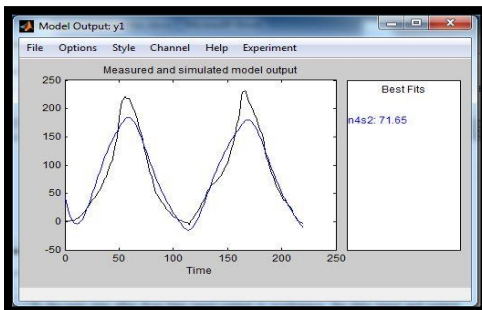 Model Output: y1
File Options Style Channel Help Experiment
Measured and simulated model output
250
200
150
100
50
0
-50
0 50 100 150 200 250
Time
Best Fits
n4s2: 71.65